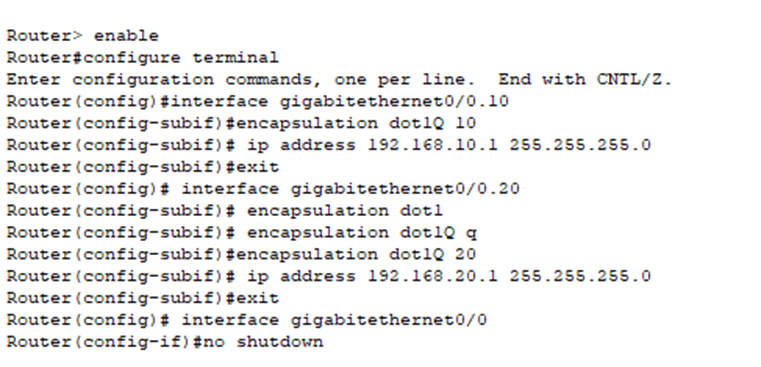 Router> enable
Router#configure terminal
Enter configuration commands, one per line.  End with CNTL/Z.
Router(config)#interface gigabitethernet0/0.10
Router(config-subif)#encapsulation dot1Q 10
Router(config-subif)# ip address 192.168.10.1 255.255.255.0
Router(config-subif)#exit
Router(config)# interface gigabitethernet0/0.20
Router(config-subif)# encapsulation dot1
Router(config-subif)# encapsulation dot1Q q
Router(config-subif)#encapsulation dot1Q 20
Router(config-subif)# ip address 192.168.20.1 255.255.255.0
Router(config-subif)#exit
Router(config)# interface gigabitethernet0/0
Router(config-if)#no shutdown